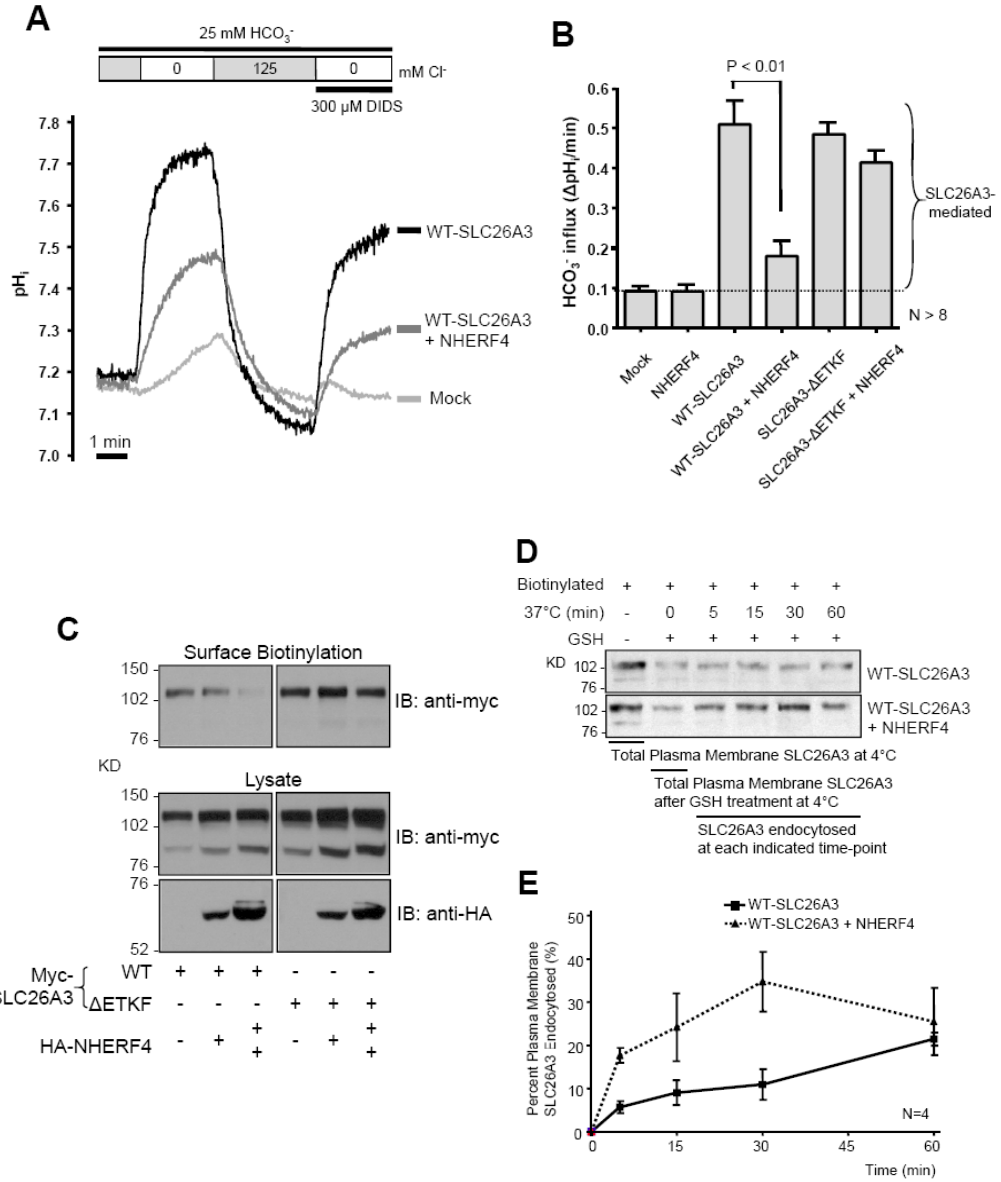 A
25 mM HCO3-
0 125 0 mM Cl-
300 µM DIDS
7.8
7.7
7.6
7.5
7.4
7.3
7.2
7.1
7.0
pHi
WT-SLC26A3
WT-SLC26A3
+ NHERF4
Mock
1 min
B
P < 0.01
HCO3- influx (ΔpHi/min)
0.6
0.5
0.4
0.3
0.2
0.1
0.0
SLC26A3-
mediated
N > 8
Mock
NHERF4
WT-SLC26A3
WT-SLC26A3 + NHERF4
SLC26A3-ΔETKF
SLC26A3-ΔETKF + NHERF4
C
Surface Biotinylation
150
102
76
IB: anti-myc
KD
Lysate
150
102
76
IB: anti-myc
76
52
IB: anti-HA
Myc-
SLC26A3
WT + + + - - -
ΔETKF - - - + + +
HA-NHERF4 - + + + - + + +
D
Biotinylated + + + + + +
37°C (min) - 0 5 15 30 60
GSH - + + + + +
KD
102
76
WT-SLC26A3
102
76
WT-SLC26A3
+ NHERF4
Total Plasma Membrane SLC26A3 at 4°C
Total Plasma Membrane SLC26A3
after GSH treatment at 4°C
SLC26A3 endocytosed
at each indicated time-point
E
WT-SLC26A3
WT-SLC26A3 + NHERF4
Percent Plasma Membrane
SLC26A3 Endocytosed (%)
50
40
30
20
10
0
N=4
0 15 30 45 60
Time (min)